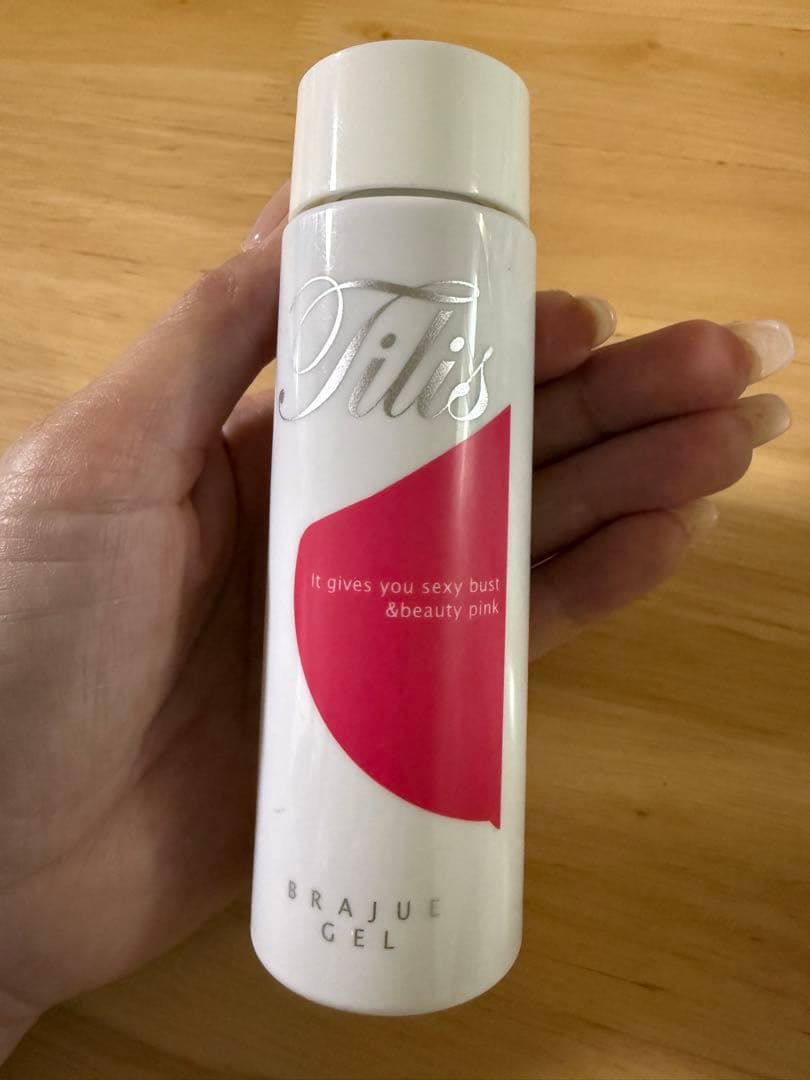 Tilis
It gives you sexy bust
&beauty pink
BRAJUE
GEL